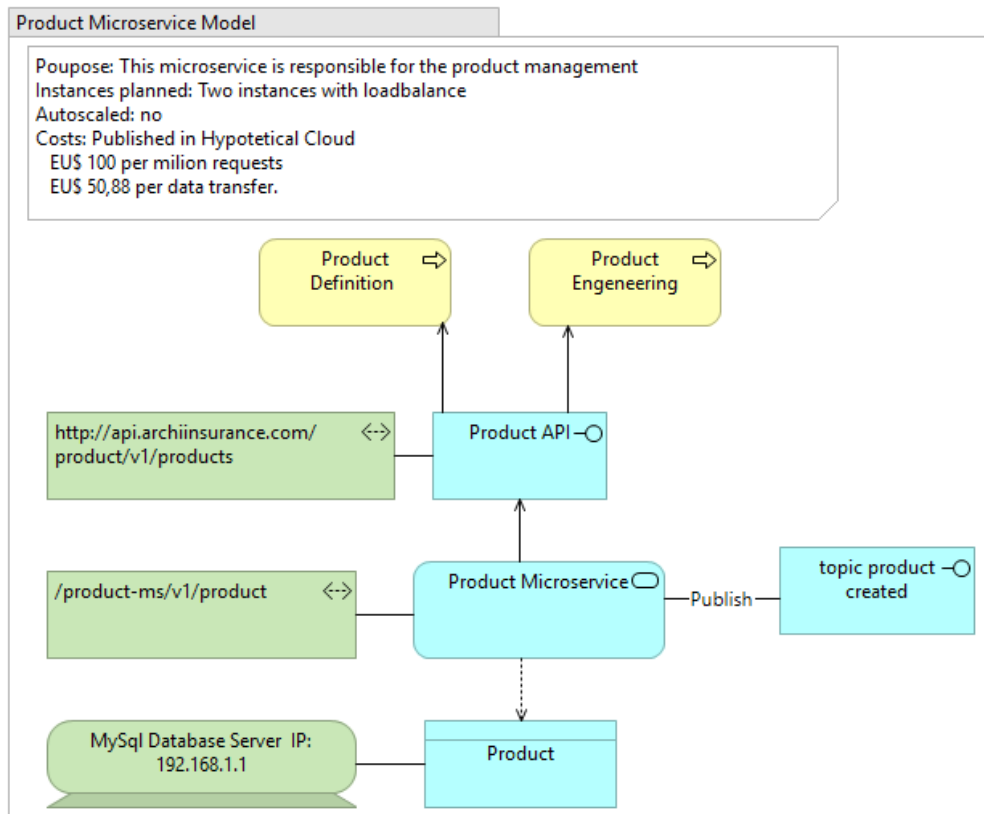 Product Microservice Model
Poupose: This microservice is responsible for the product management
Instances planned: Two instances with loadbalance
Autoscaled: no
Costs: Published in Hypotetical Cloud
EU$ 100 per milion requests
EU$ 50,88 per data transfer.
Product
Definition
Product
Engeneering
http://api.archiinsurance.com/
product/v1/products
Product API
/product-ms/v1/product
Product Microservice
Publish
topic product
created
MySql Database Server  IP:
192.168.1.1
Product